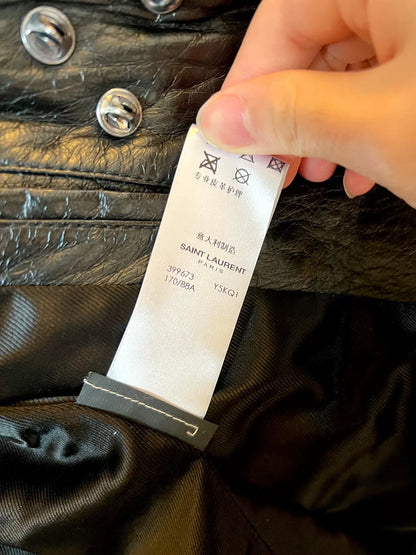 专业皮革护理
意大利制造
SAINT LAURENT
PARIS
399673 Y5KQ1
170/88A